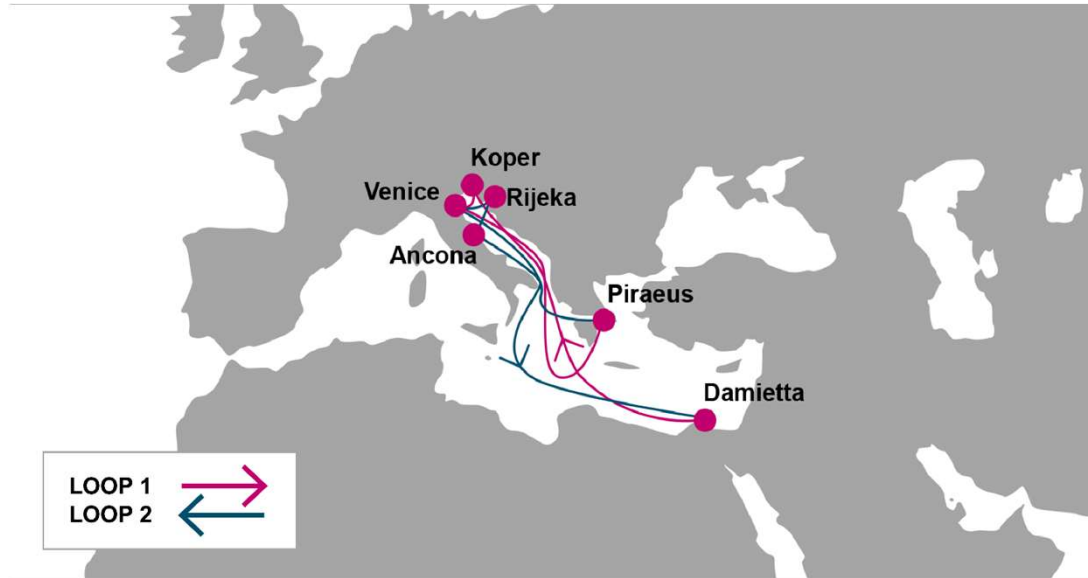 Koper
Venice
Rijeka
Ancona
Piraeus
Damietta
LOOP 1
LOOP 2